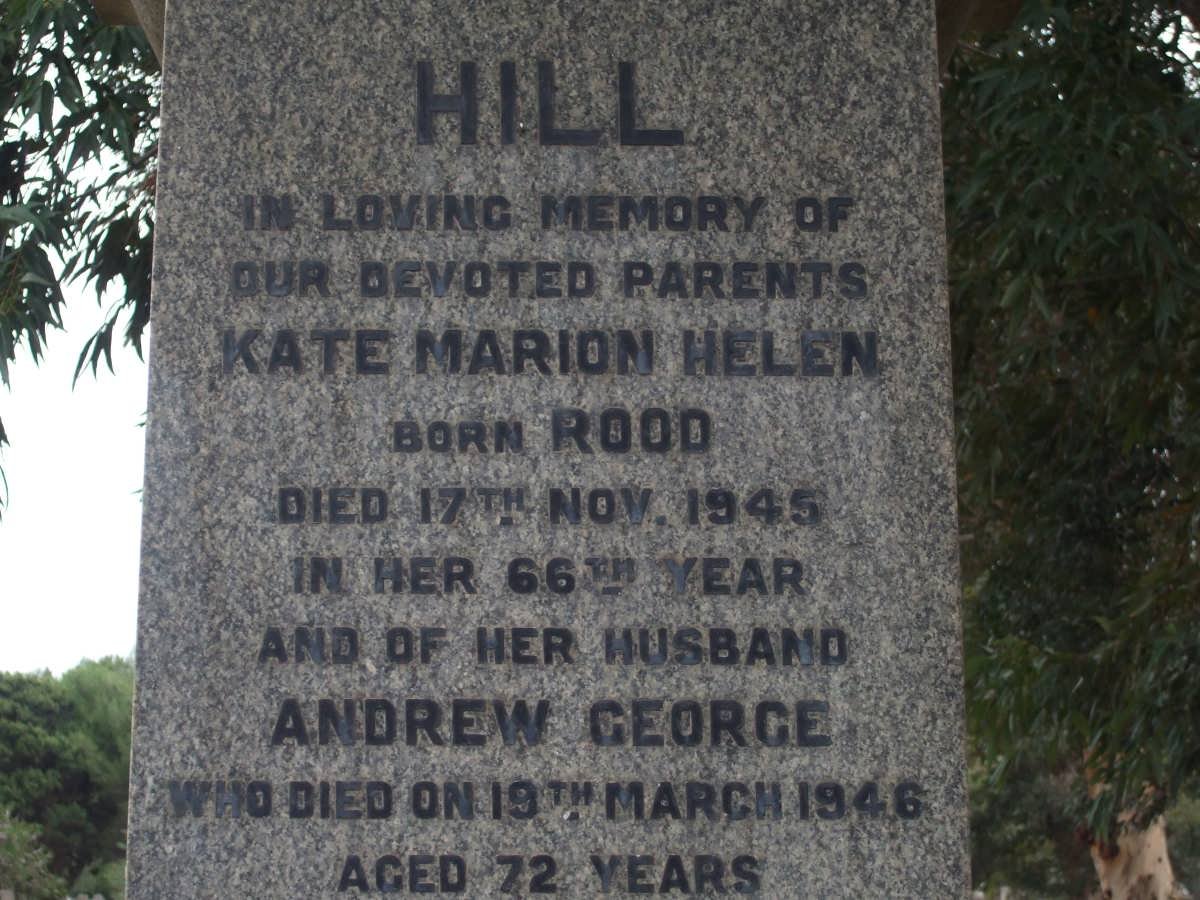 HILL
IN LOVING MEMORY OF
OUR DEVOTED PARENTS
KATE MARION HELEN
BORN ROOD
DIED 17TH NOV. 1945
IN HER 66TH YEAR
AND OF HER HUSBAND
ANDREW GEORGE
WHO DIED ON 19TH MARCH 1946
AGED 72 YEARS